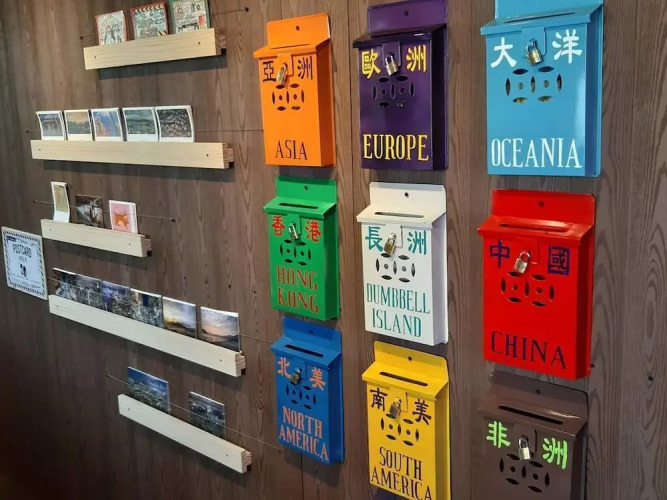 POSTCARD
亞洲
ASIA
歐洲
EUROPE
大洋
OCEANIA
香港
HONG
KONG
長洲
DUMBBELL
ISLAND
中國
CHINA
北美
NORTH
AMERICA
南美
SOUTH
AMERICA
非洲